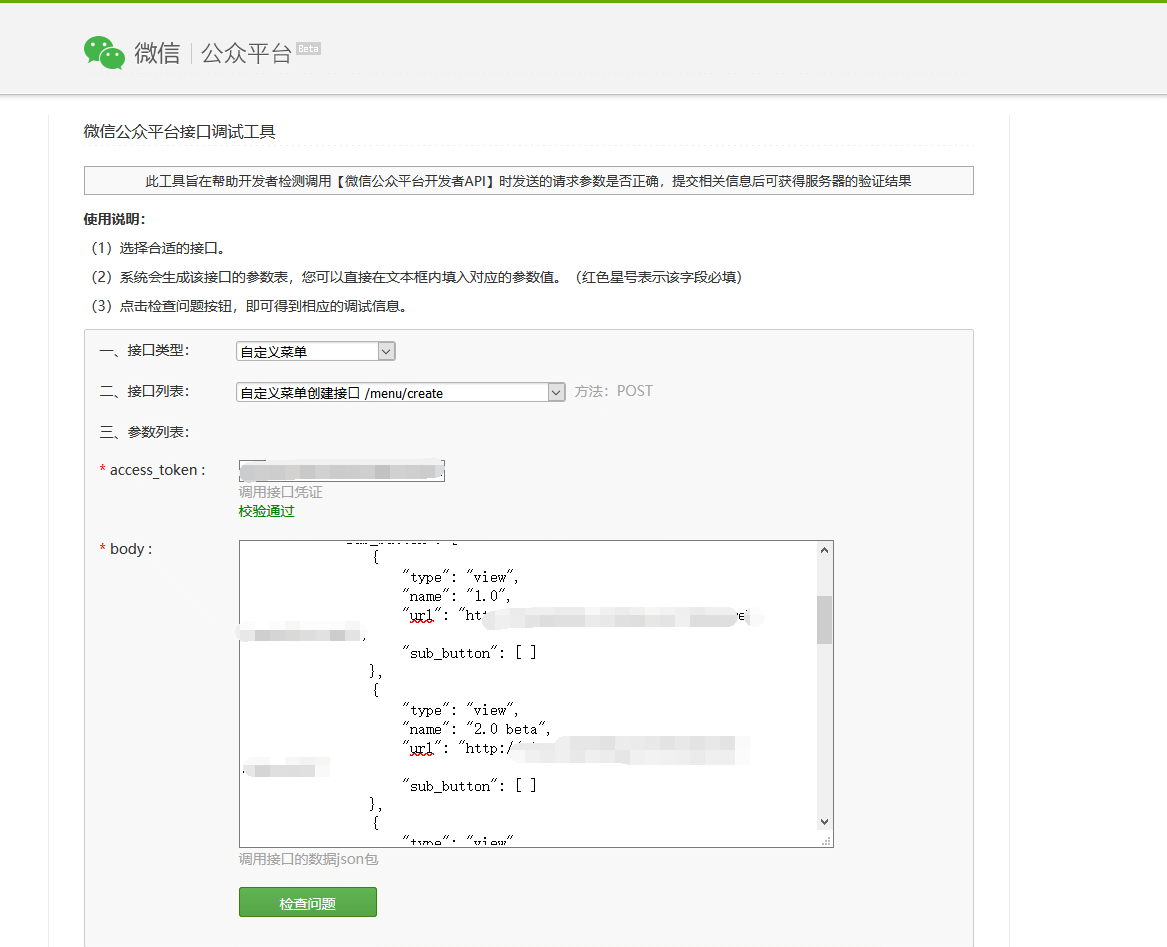 微信 | 公众平台 Beta
微信公众平台接口调试工具
此工具旨在帮助开发者检测调用【微信公众平台开发者API】时发送的请求参数是否正确，提交相关信息后可获得服务器的验证结果
使用说明：
（1）选择合适的接口。
（2）系统会生成该接口的参数表，您可以直接在文本框内填入对应的参数值。（红色星号表示该字段必填）
（3）点击检查问题按钮，即可得到相应的调试信息。
一、接口类型： 自定义菜单
二、接口列表： 自定义菜单创建接口 /menu/create 方法：POST
三、参数列表：
* access_token :
调用接口凭证
校验通过
* body :
{
"type": "view",
"name": "1.0",
"url": "htt
,
"sub_button": [ ]
},
{
"type": "view",
"name": "2.0 beta",
"url": "http:/
"sub_button": [ ]
},
{
"type": "view"
调用接口的数据json包
检查问题